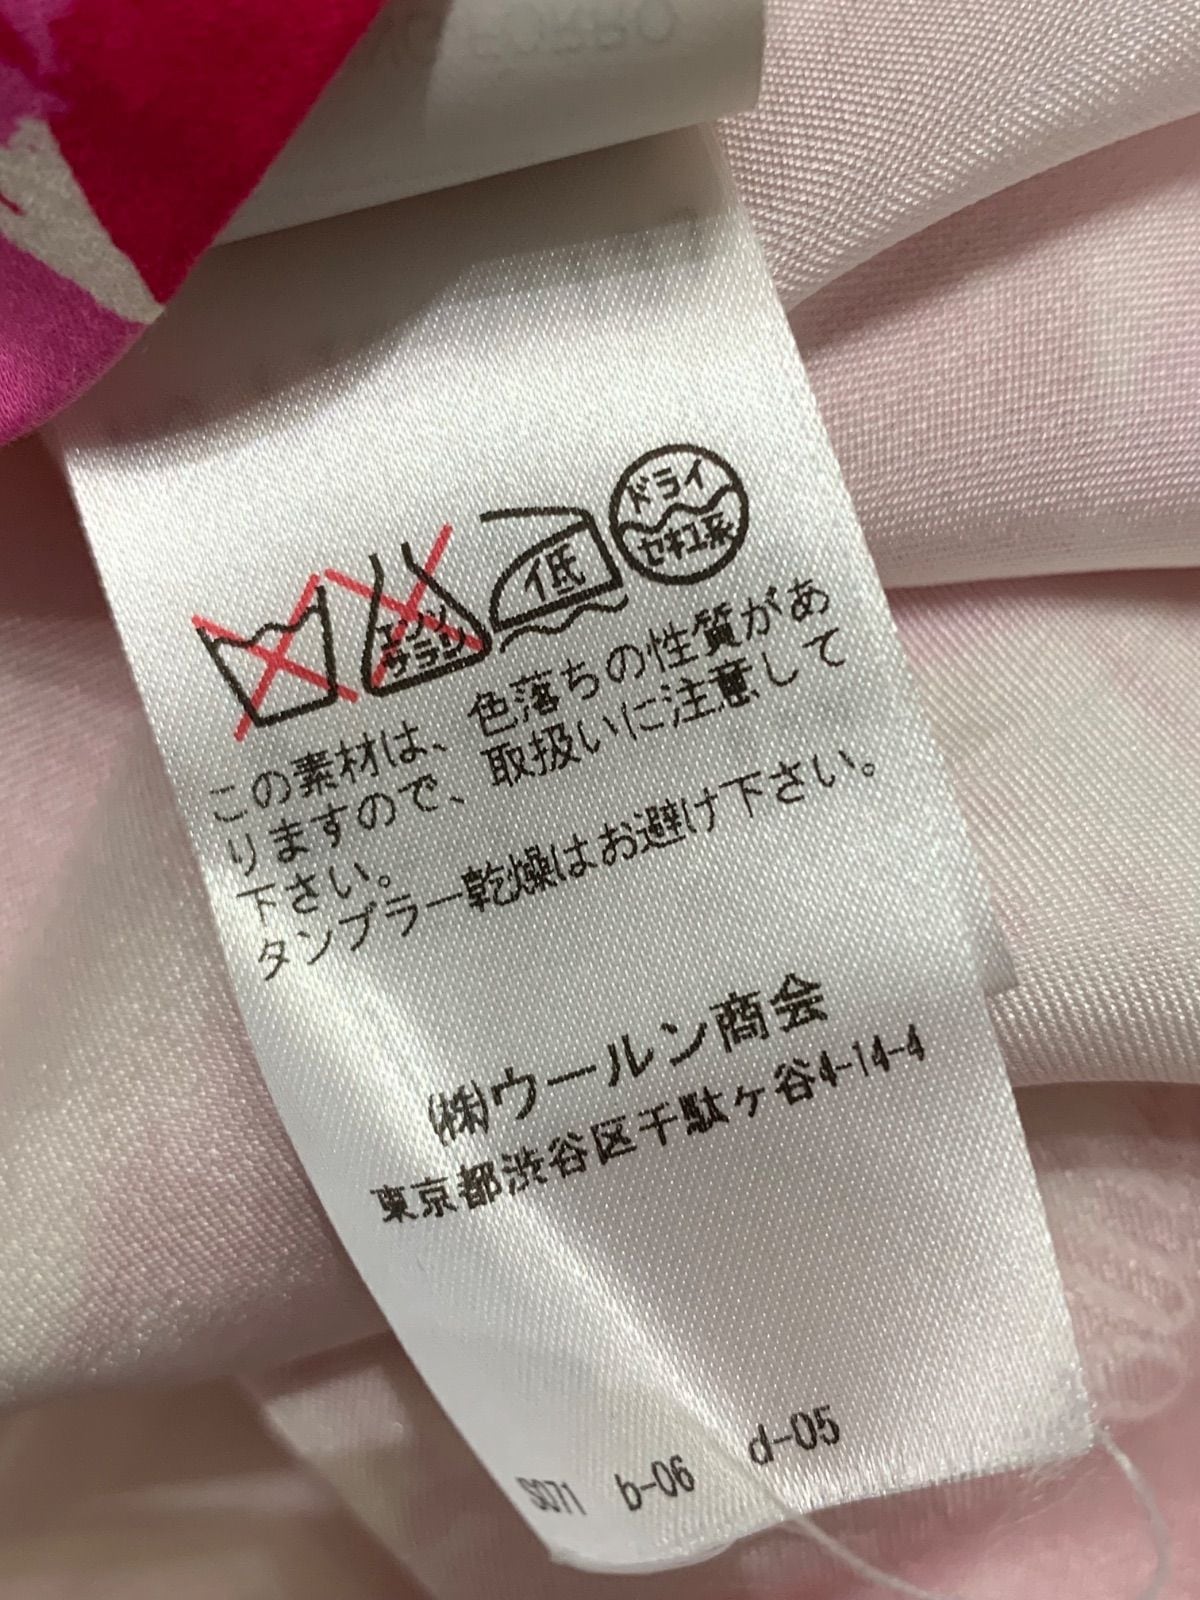 ドライ
セキユ系
低
エンソ
サラシ
この素材は、色落ちの性質があ
りますので、取扱いに注意して
下さい。
タンブラー乾燥はお避け下さい。
(株)ウールン商会
東京都渋谷区千駄ヶ谷4-14-4
S071 b-06 d-05